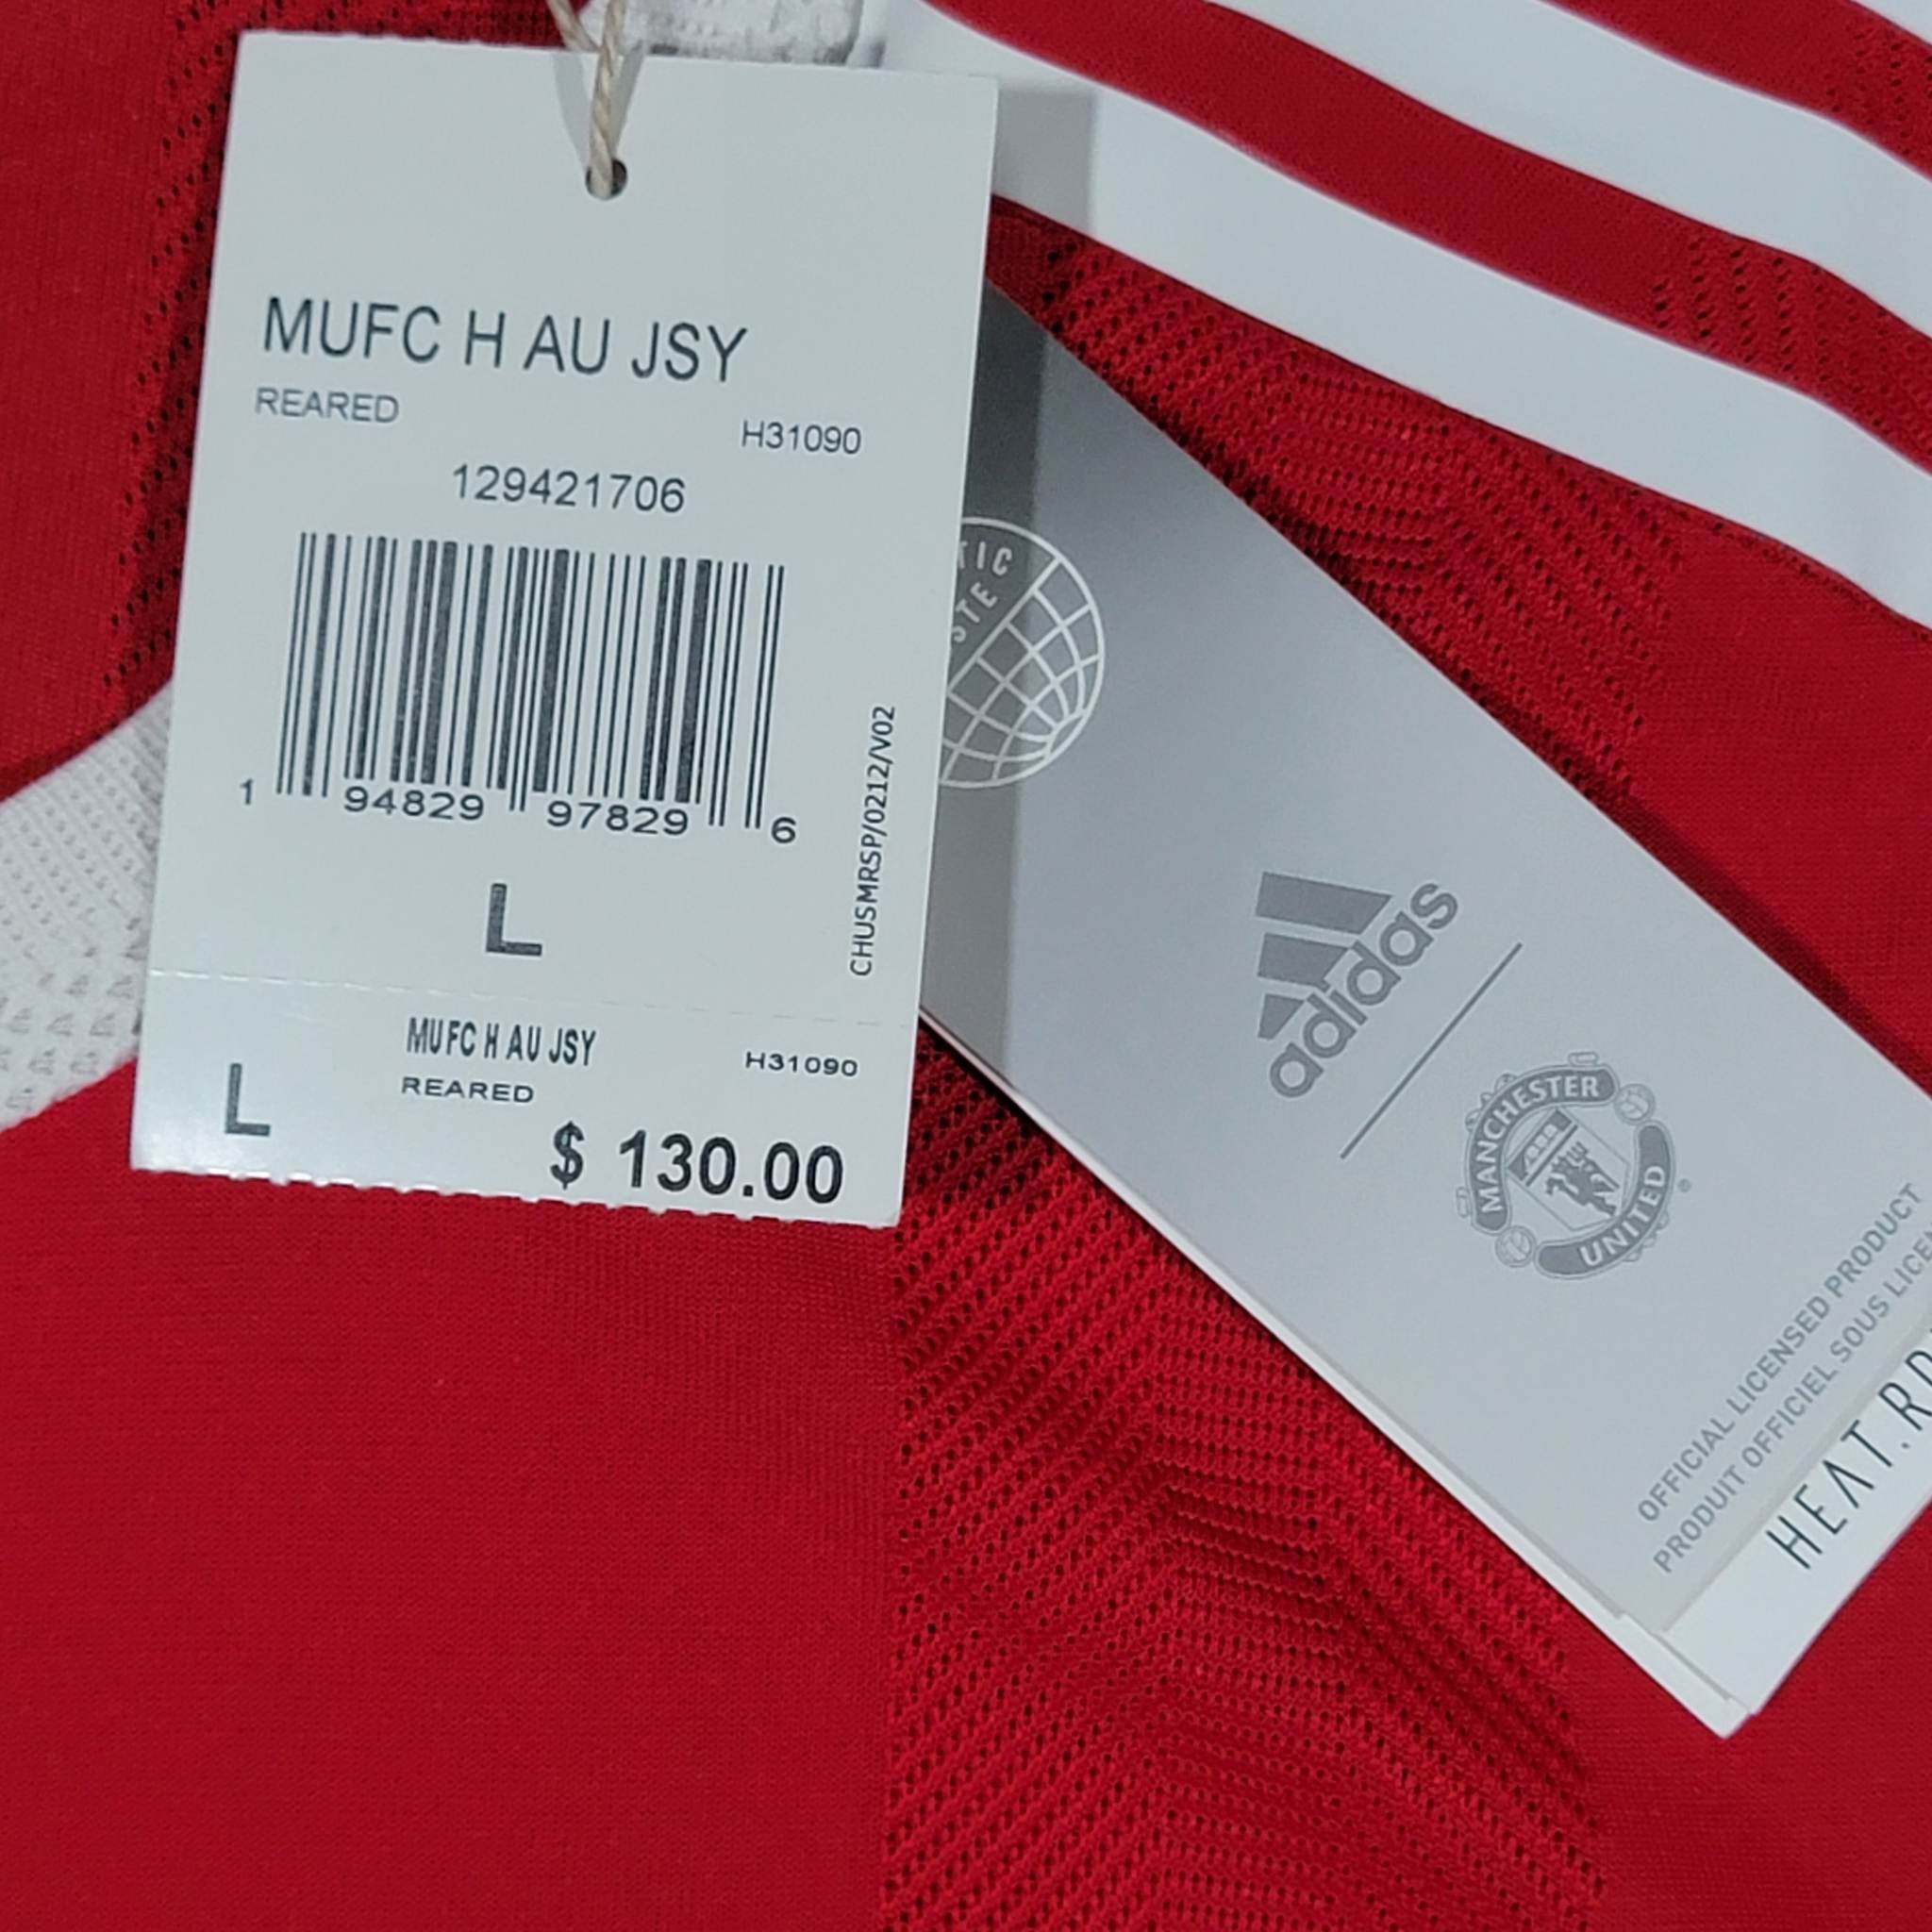 MUFC H AU JSY
REARED
H31090
129421706
1 94829 97829 6
CHUSMRSP/0212/V02
L
MUFC H AU JSY
H31090
REARED
L
$ 130.00
adidas
MANCHESTER
UNITED
®
OFFICIAL LICENSED PRODUCT
PRODUIT OFFICIEL SOUS